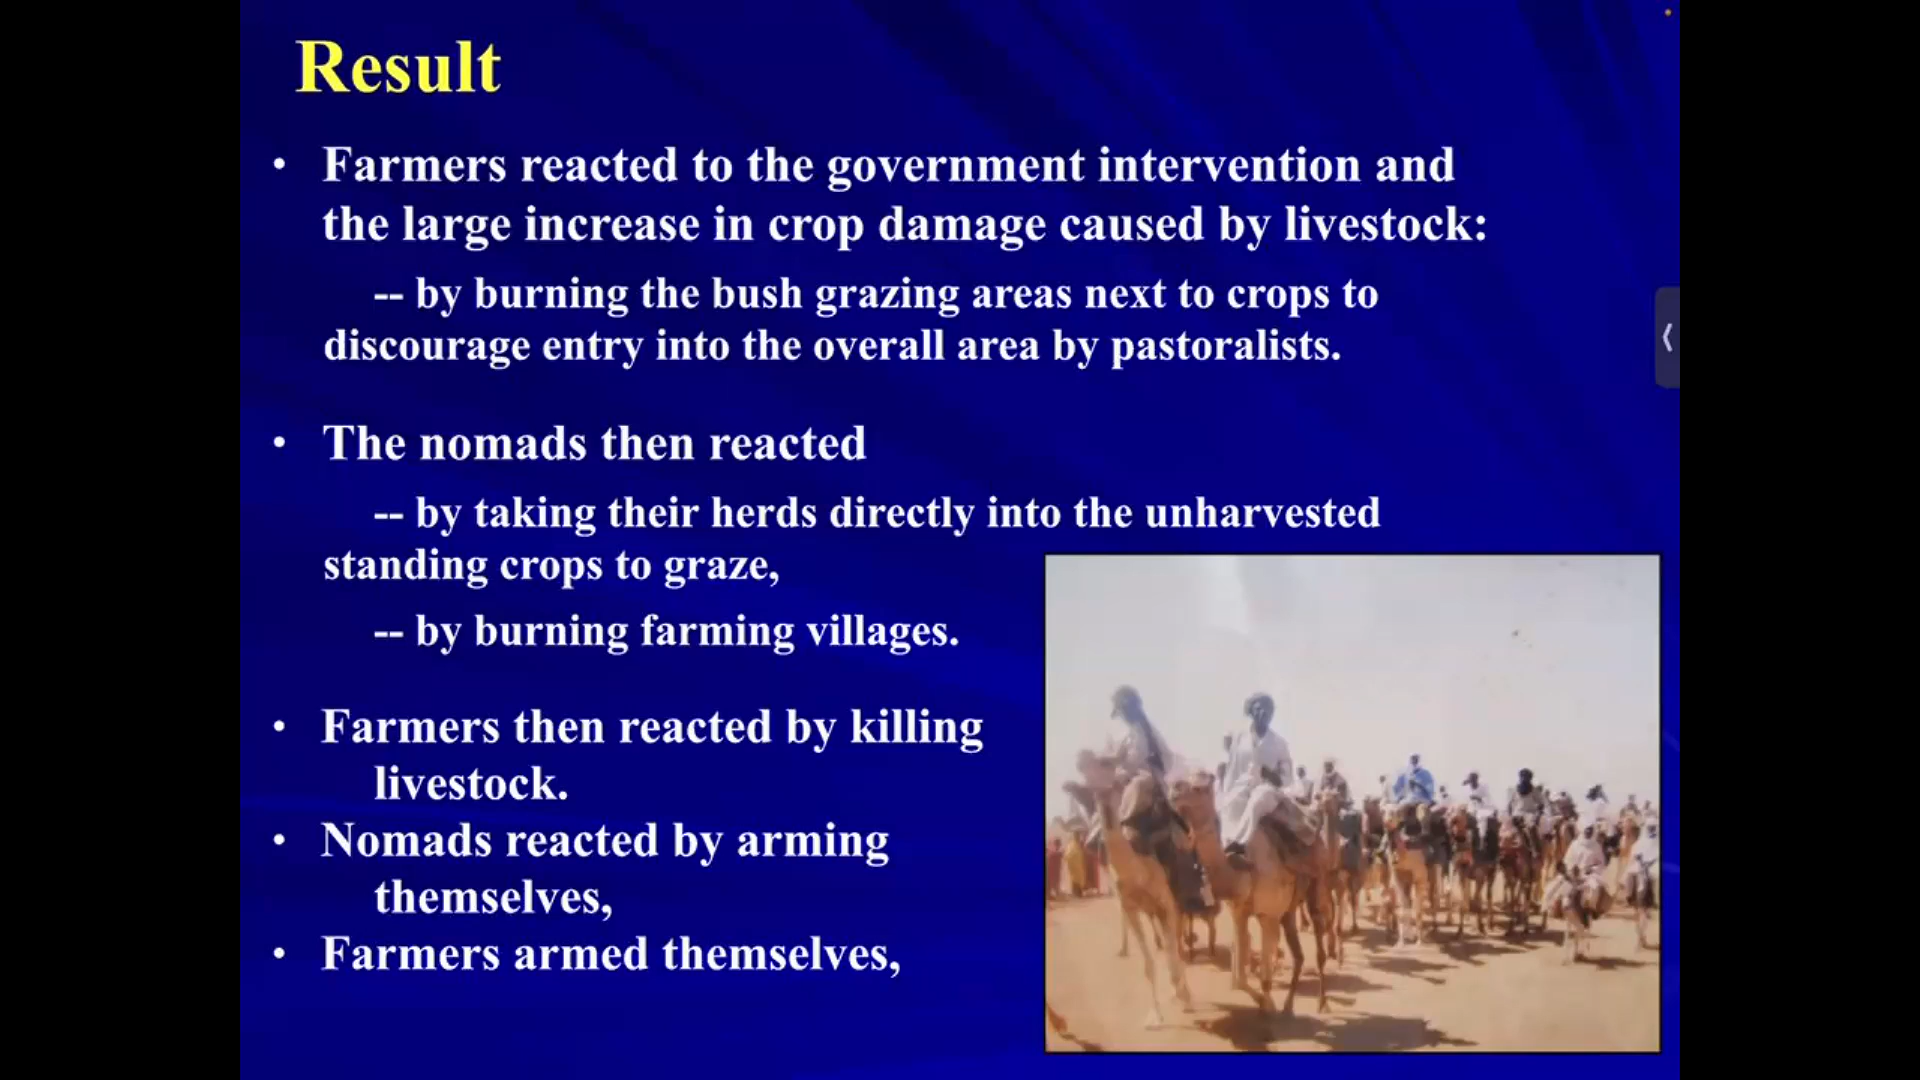 Result
• Farmers reacted to the government intervention and
the large increase in crop damage caused by livestock:
-- by burning the bush grazing areas next to crops to
discourage entry into the overall area by pastoralists.
• The nomads then reacted
-- by taking their herds directly into the unharvested
standing crops to graze,
-- by burning farming villages.
• Farmers then reacted by killing
livestock.
• Nomads reacted by arming
themselves,
• Farmers armed themselves,